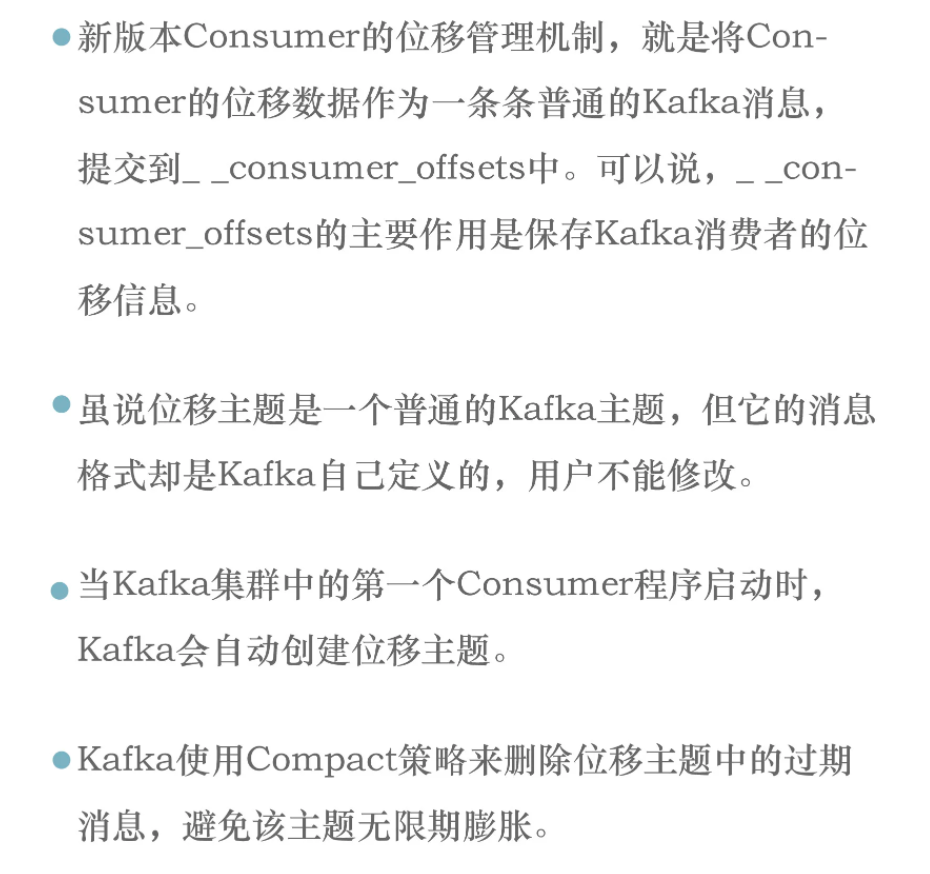 ●新版本Consumer的位移管理机制，就是将Con-
sumer的位移数据作为一条条普通的Kafka消息，
提交到_ _consumer_offsets中。可以说，_ _con-
sumer_offsets的主要作用是保存Kafka消费者的位
移信息。
●虽说位移主题是一个普通的Kafka主题，但它的消息
格式却是Kafka自己定义的，用户不能修改。
●当Kafka集群中的第一个Consumer程序启动时，
Kafka会自动创建位移主题。
●Kafka使用Compact策略来删除位移主题中的过期
消息，避免该主题无限期膨胀。